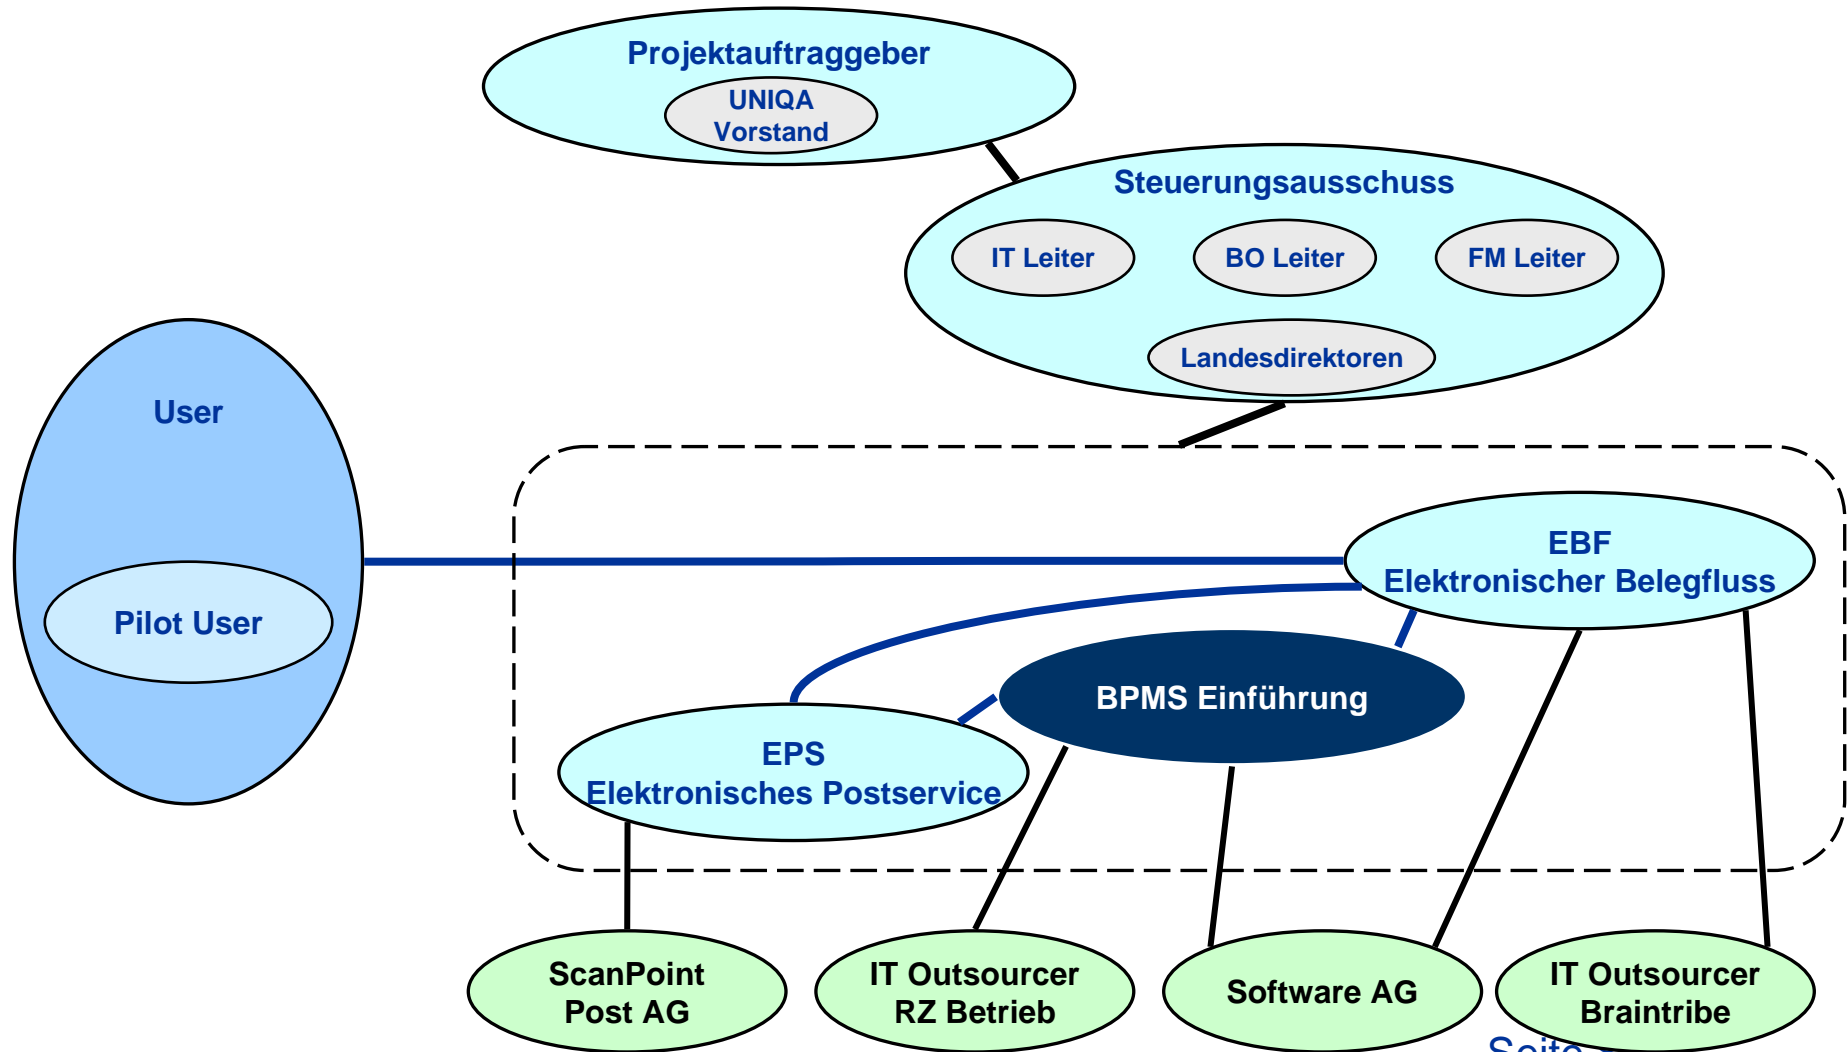 Projektauftraggeber
UNIQA
Vorstand
Steuerungsausschuss
IT Leiter
BO Leiter
FM Leiter
Landesdirektoren
User
Pilot User
EBF
Elektronischer Belegfluss
BPMS Einführung
EPS
Elektronisches Postservice
ScanPoint
Post AG
IT Outsourcer
RZ Betrieb
Software AG
IT Outsourcer
Braintribe
Seite